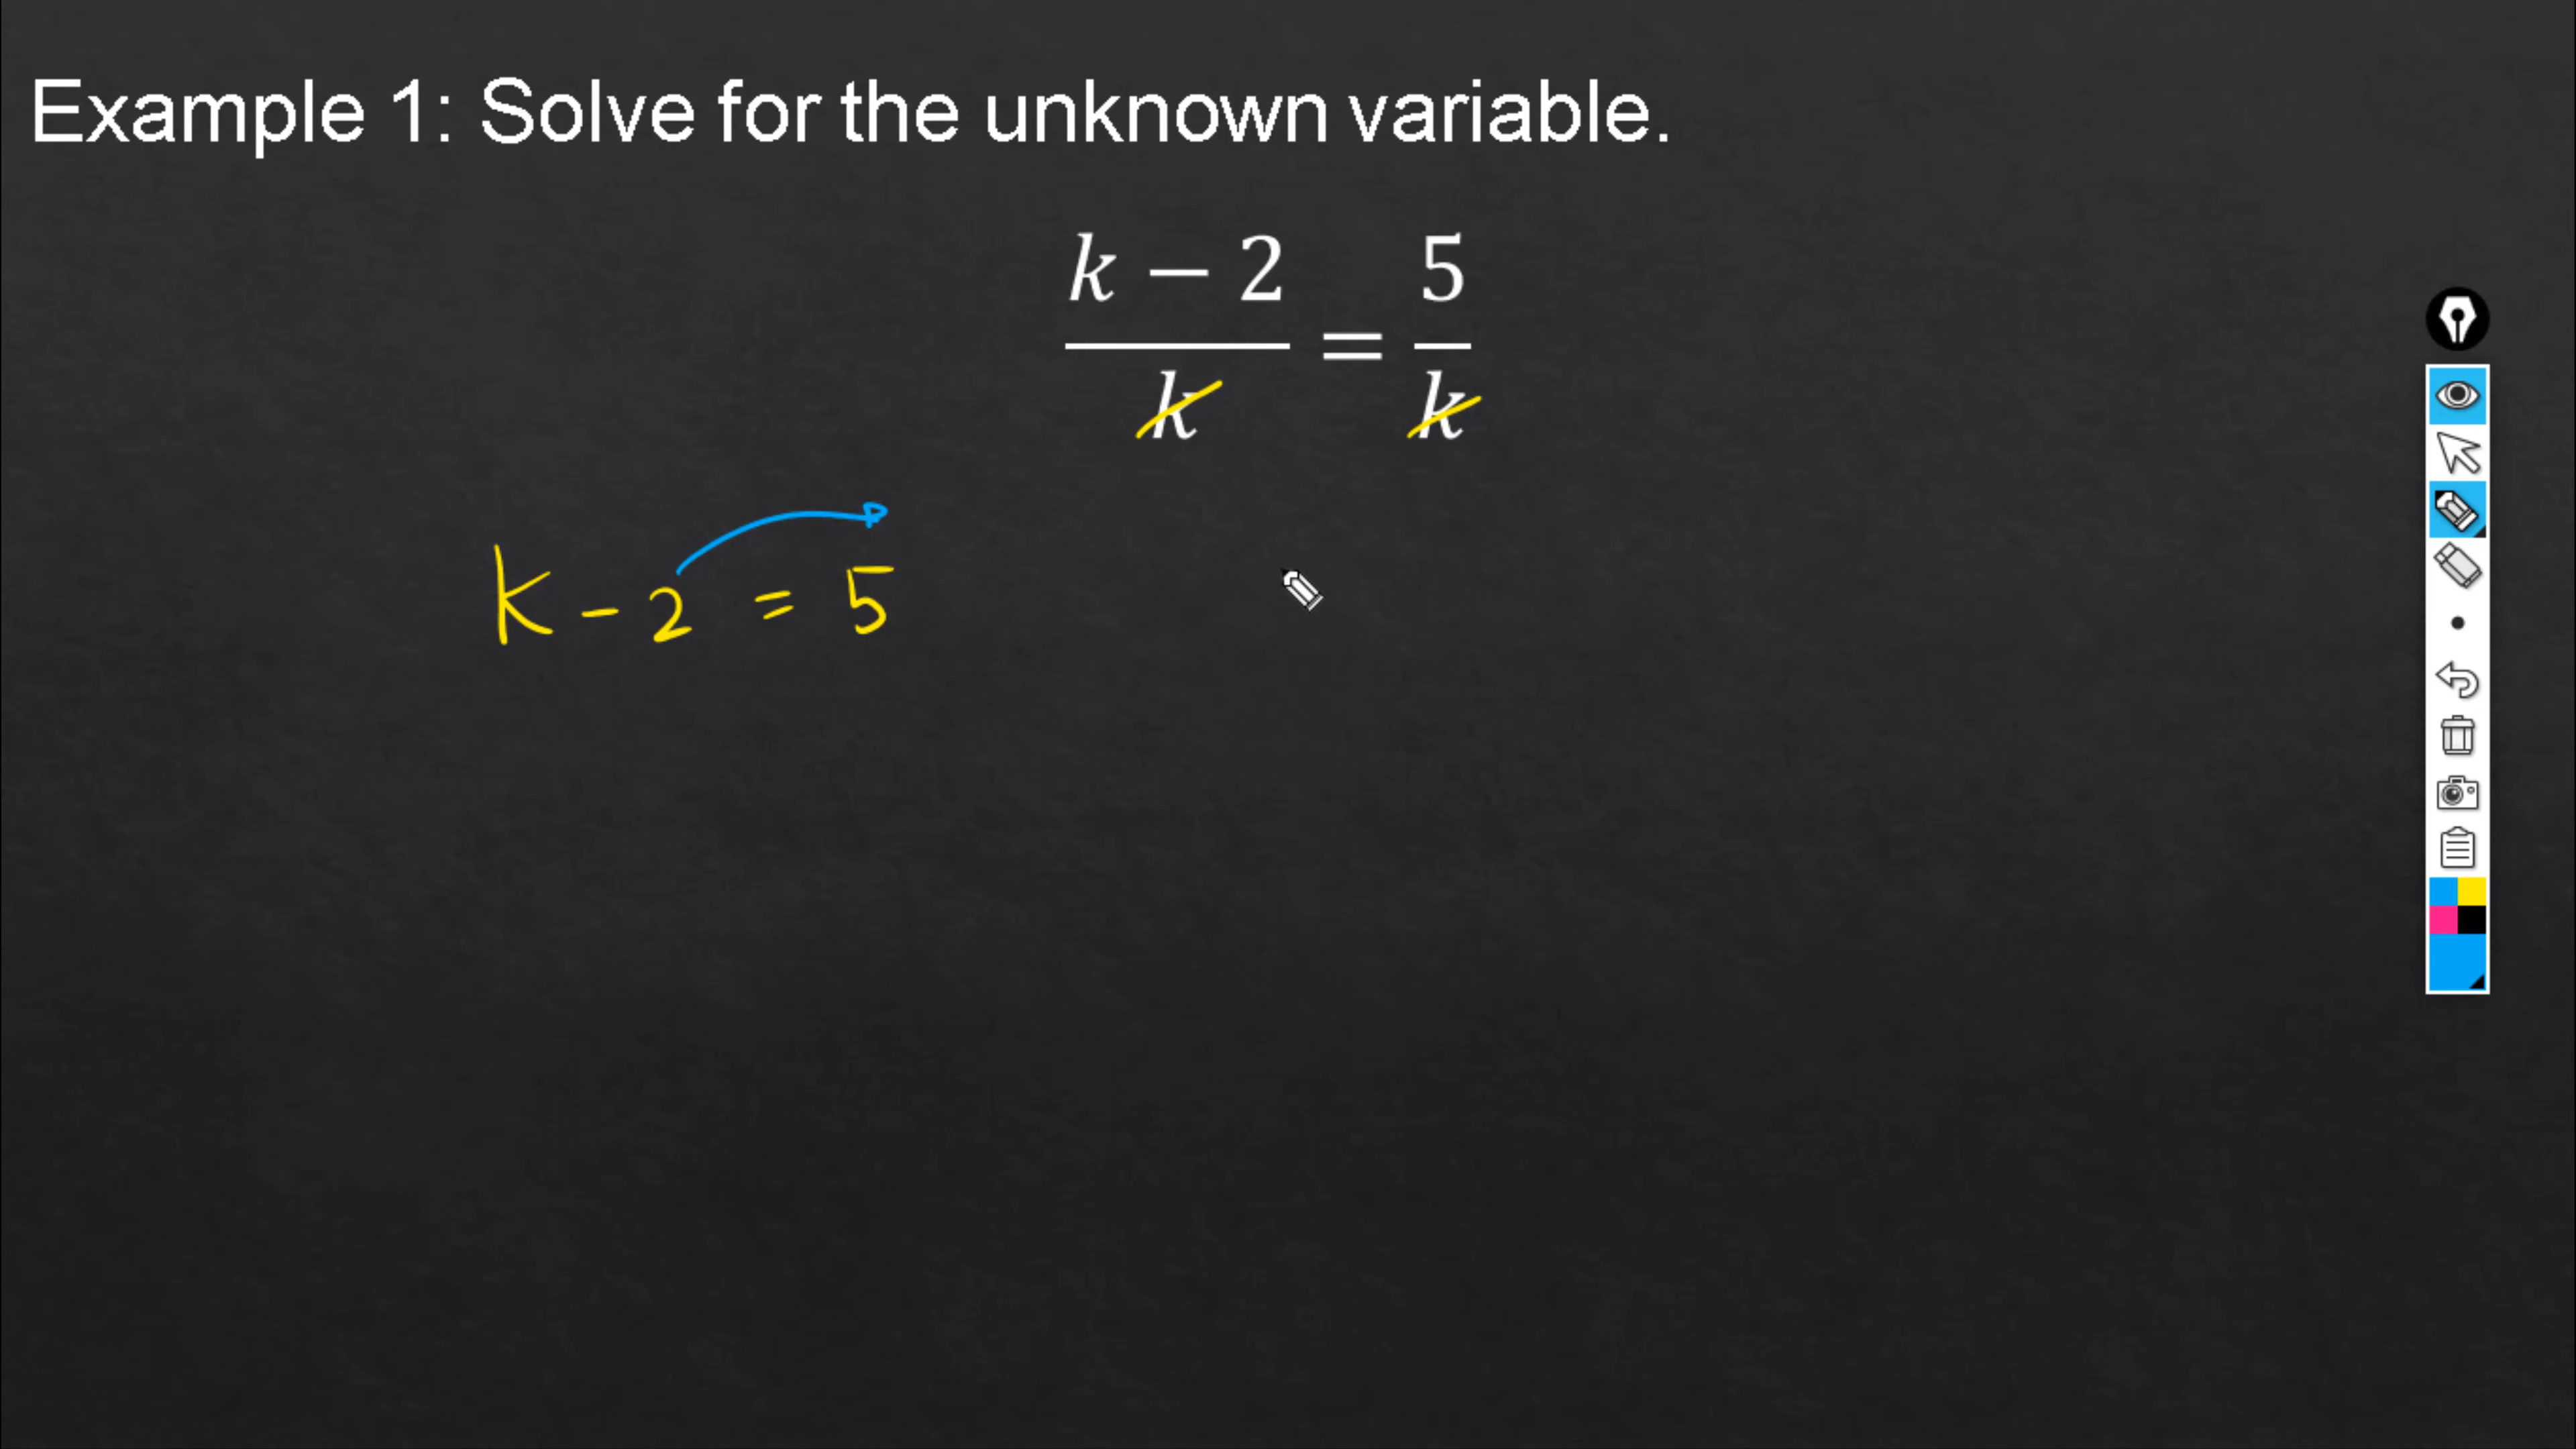 Example 1: Solve for the unknown variable.
k − 2 / k = 5 / k
k - 2 = 5